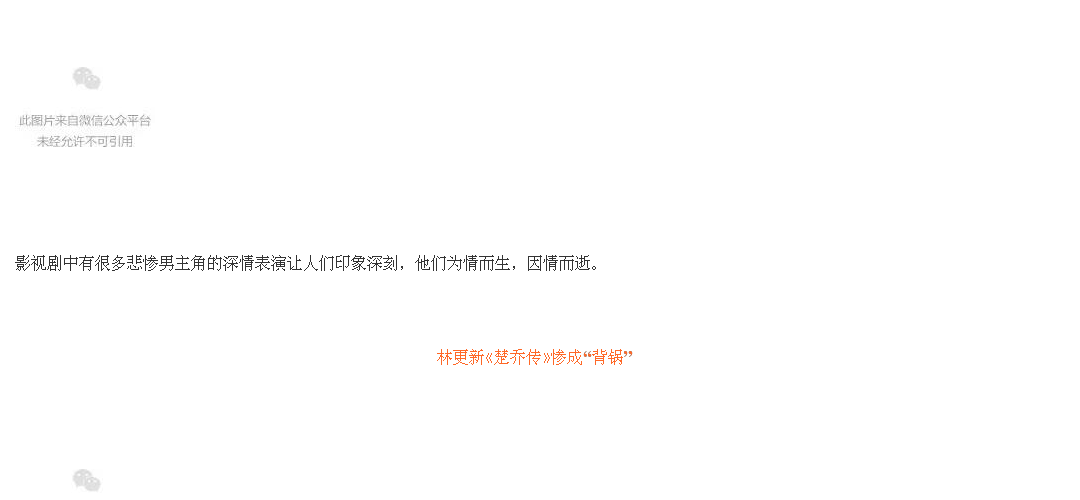 此图片来自微信公众平台
未经允许不可引用
影视剧中有很多悲惨男主角的深情表演让人们印象深刻，他们为情而生，因情而逝。
林更新《楚乔传》惨成“背锅”